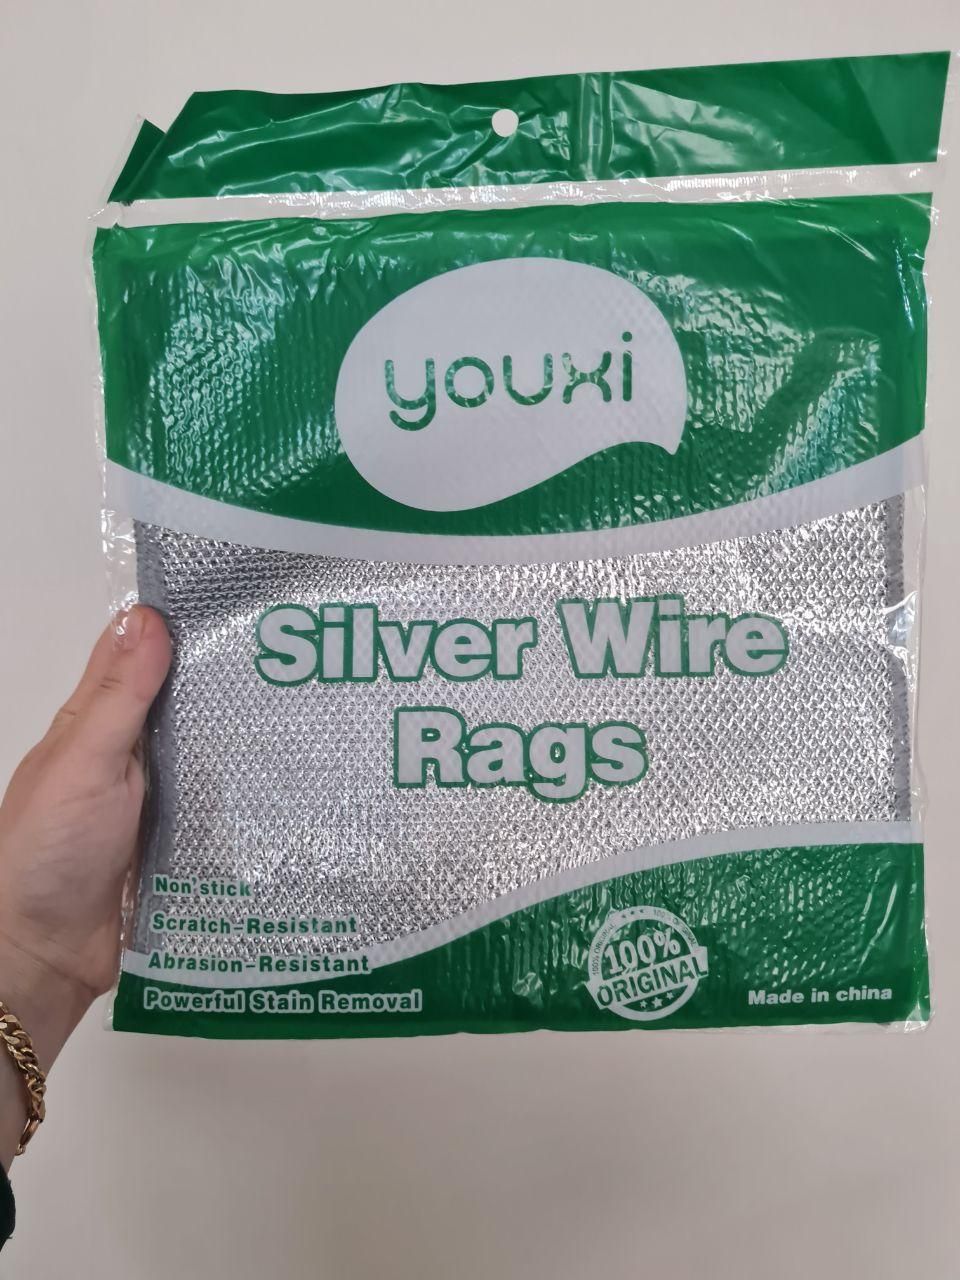 youxi
Silver Wire
Rags
Non'stick
Scratch-Resistant
Abrasion-Resistant
Powerful Stain Removal
100%
ORIGINAL
Made in china